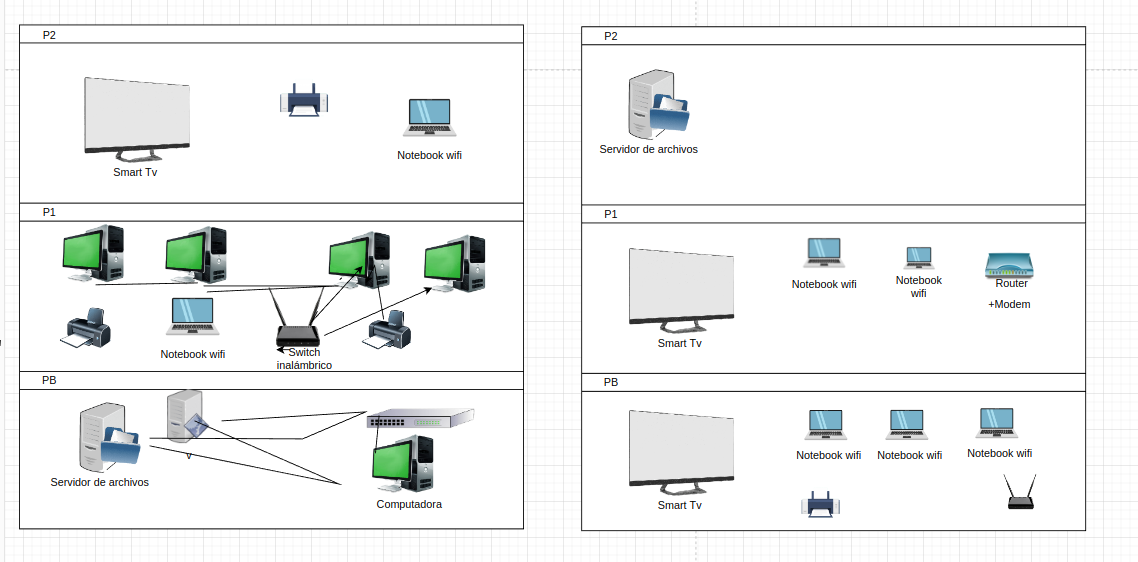 P2
Smart Tv
Notebook wifi
P1
Notebook wifi
Switch
inalámbrico
PB
Servidor de archivos
v
Computadora
P2
Servidor de archivos
P1
Smart Tv
Notebook wifi
Notebook
wifi
Router
+Modem
PB
Smart Tv
Notebook wifi
Notebook wifi
Notebook wifi